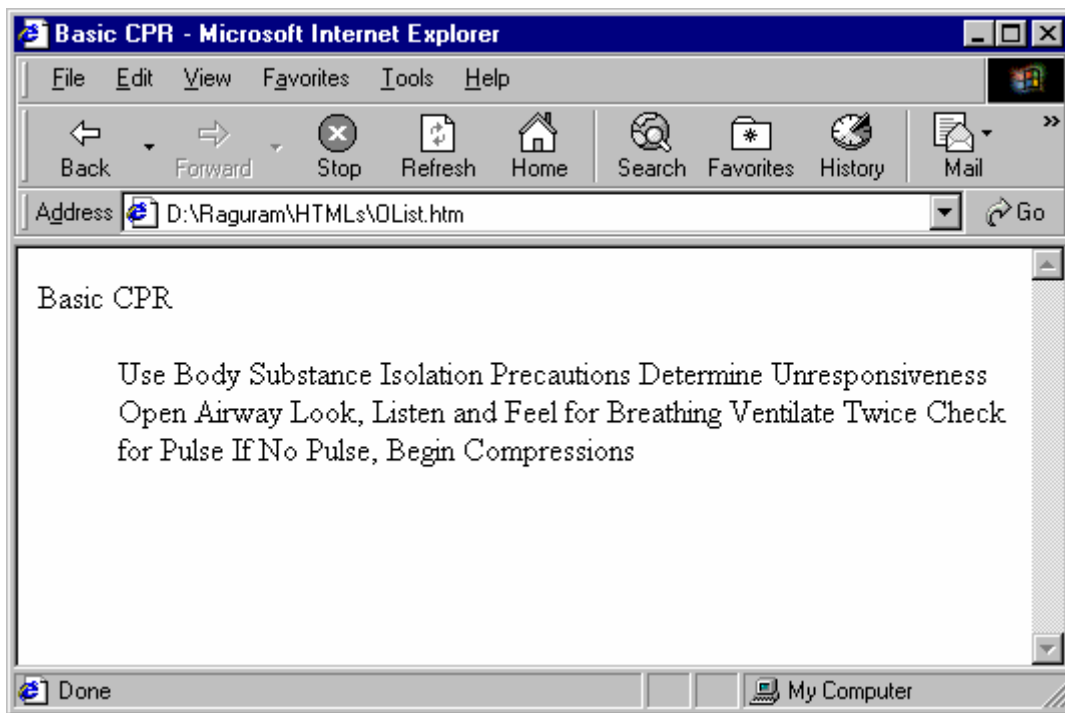 Basic CPR - Microsoft Internet Explorer
File Edit View Favorites Tools Help
Back Forward Stop Refresh Home Search Favorites History Mail »
Address D:\Raguram\HTMLs\OList.htm Go
Basic CPR
Use Body Substance Isolation Precautions Determine Unresponsiveness
Open Airway Look, Listen and Feel for Breathing Ventilate Twice Check
for Pulse If No Pulse, Begin Compressions
Done My Computer